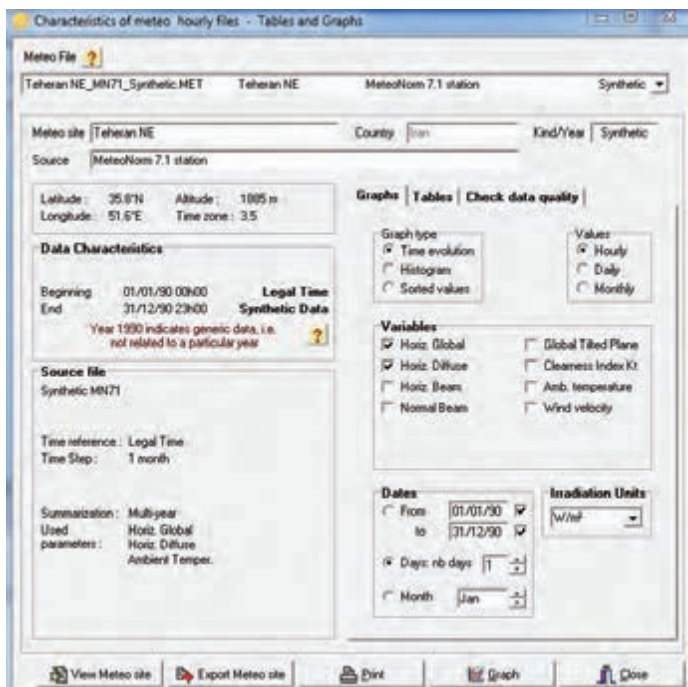 Characteristics of meteo hourly files - Tables and Graphs
Meteo File ?
Teheran NE_MN71_Synthetic.MET Teheran NE MeteoNorm 7.1 station Synthetic
Meteo site Teheran NE Country Iran Kind/Year Synthetic
Source MeteoNorm 7.1 station
Latitude : 35.8°N Altitude : 1885 m
Longitude : 51.6°E Time zone : 3.5
Data Characteristics
Beginning 01/01/90 00h00 Legal Time
End 31/12/90 23h00 Synthetic Data
Year 1990 indicates generic data, i.e.
not related to a particular year ?
Source file
Synthetic MN71
Time reference : Legal Time
Time Step : 1 month
Summarization : Multi-year
Used Horiz. Global
parameters : Horiz. Diffuse
Ambient Temper.
Graphs Tables Check data quality
Graph type
Time evolution
Histogram
Sorted values
Values
Hourly
Daily
Monthly
Variables
Horiz. Global Global Tilted Plane
Horiz. Diffuse Clearness Index Kt
Horiz. Beam Amb. temperature
Normal Beam Wind velocity
Dates
From 01/01/90
to 31/12/90
Days: nb days 1
Month Jan
Irradiation Units
W/m²
View Meteo site Export Meteo site Print Graph Close